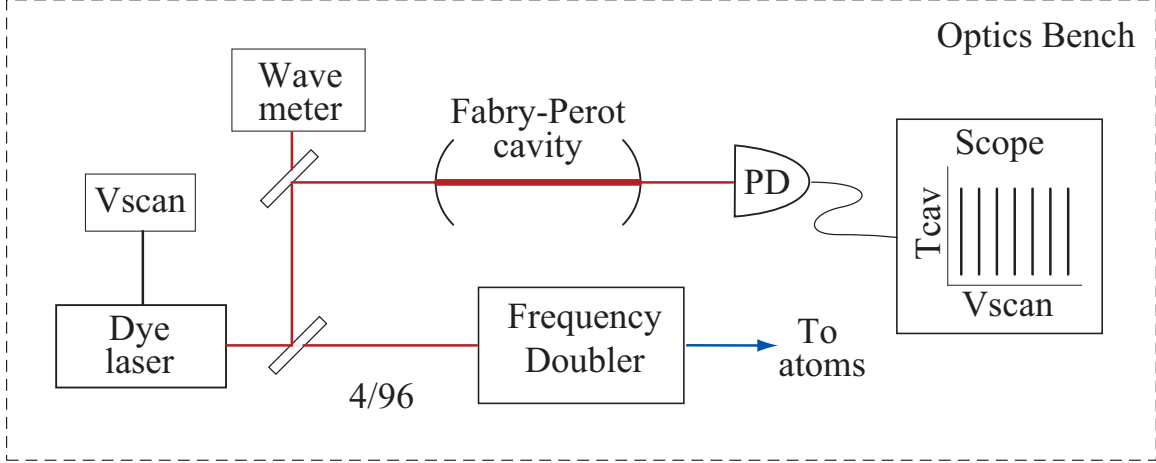 Optics Bench
Wave
meter
Fabry-Perot
cavity
Scope
Vscan
PD
Tcav
Vscan
Dye
laser
Frequency
Doubler
To
atoms
4/96